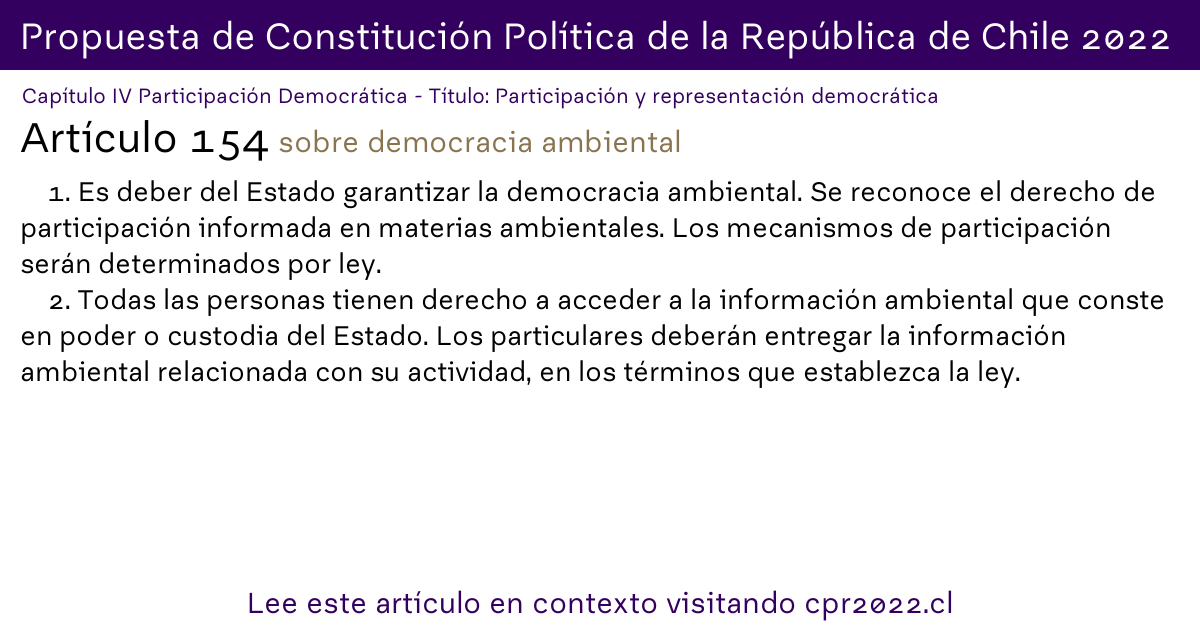 Propuesta de Constitución Política de la República de Chile 2022
Capítulo IV Participación Democrática - Título: Participación y representación democrática
Artículo 154 sobre democracia ambiental
1. Es deber del Estado garantizar la democracia ambiental. Se reconoce el derecho de
participación informada en materias ambientales. Los mecanismos de participación
serán determinados por ley.
2. Todas las personas tienen derecho a acceder a la información ambiental que conste
en poder o custodia del Estado. Los particulares deberán entregar la información
ambiental relacionada con su actividad, en los términos que establezca la ley.
Lee este artículo en contexto visitando cpr2022.cl